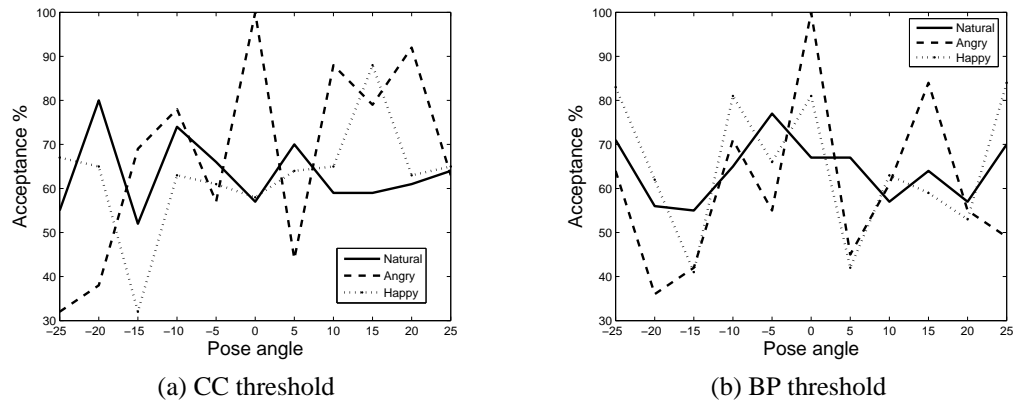 100
90
80
70
60
50
40
30
Acceptance %
−25 −20 −15 −10 −5 0 5 10 15 20 25
Pose angle
Natural
Angry
Happy
(a) CC threshold
100
90
80
70
60
50
40
30
Acceptance %
−25 −20 −15 −10 −5 0 5 10 15 20 25
Pose angle
Natural
Angry
Happy
(b) BP threshold